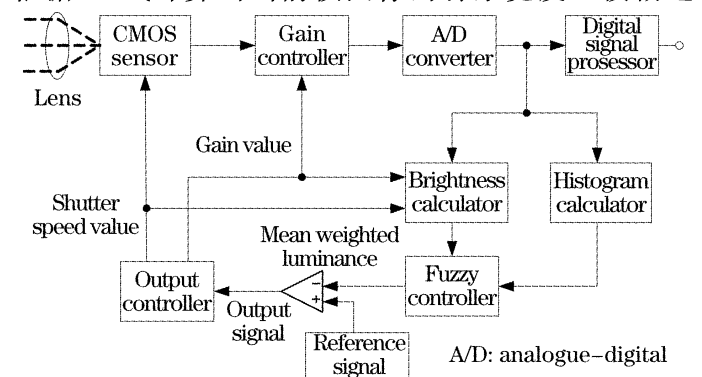 CMOS
sensor
Gain
controller
A/D
converter
Digital
signal
prosessor
Lens
Gain value
Shutter
speed value
Brightness
calculator
Histogram
calculator
Mean weighted
luminance
Output
controller
Output
signal
−
+
Fuzzy
controller
Reference
signal
A/D: analogue-digital